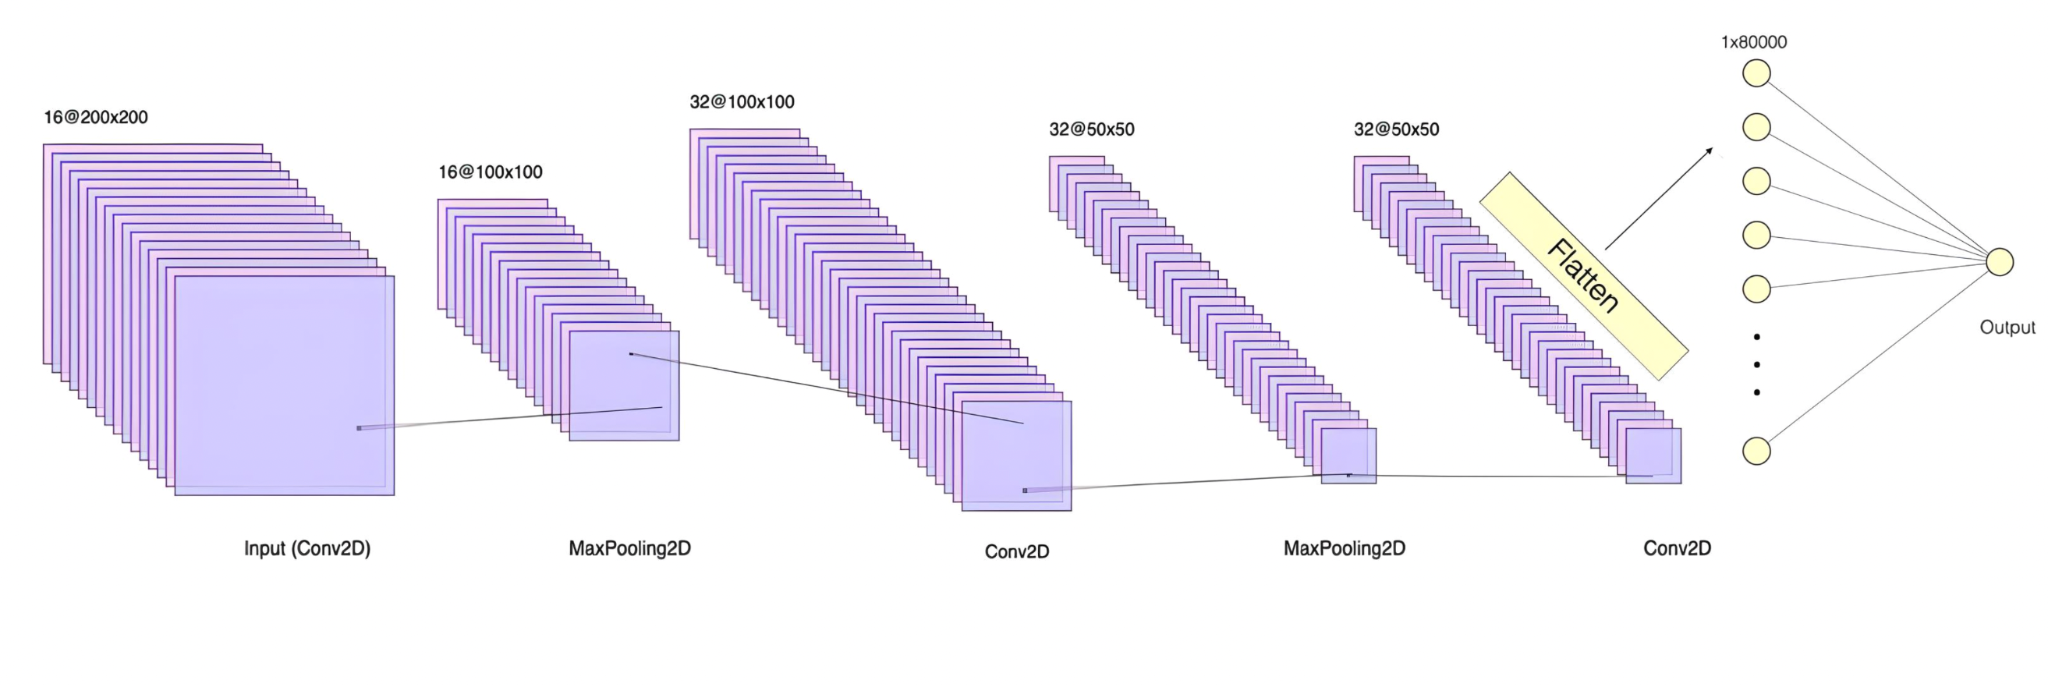 16@200x200
16@100x100
32@100x100
32@50x50
32@50x50
Flatten
1x80000
Output
Input (Conv2D)
MaxPooling2D
Conv2D
MaxPooling2D
Conv2D